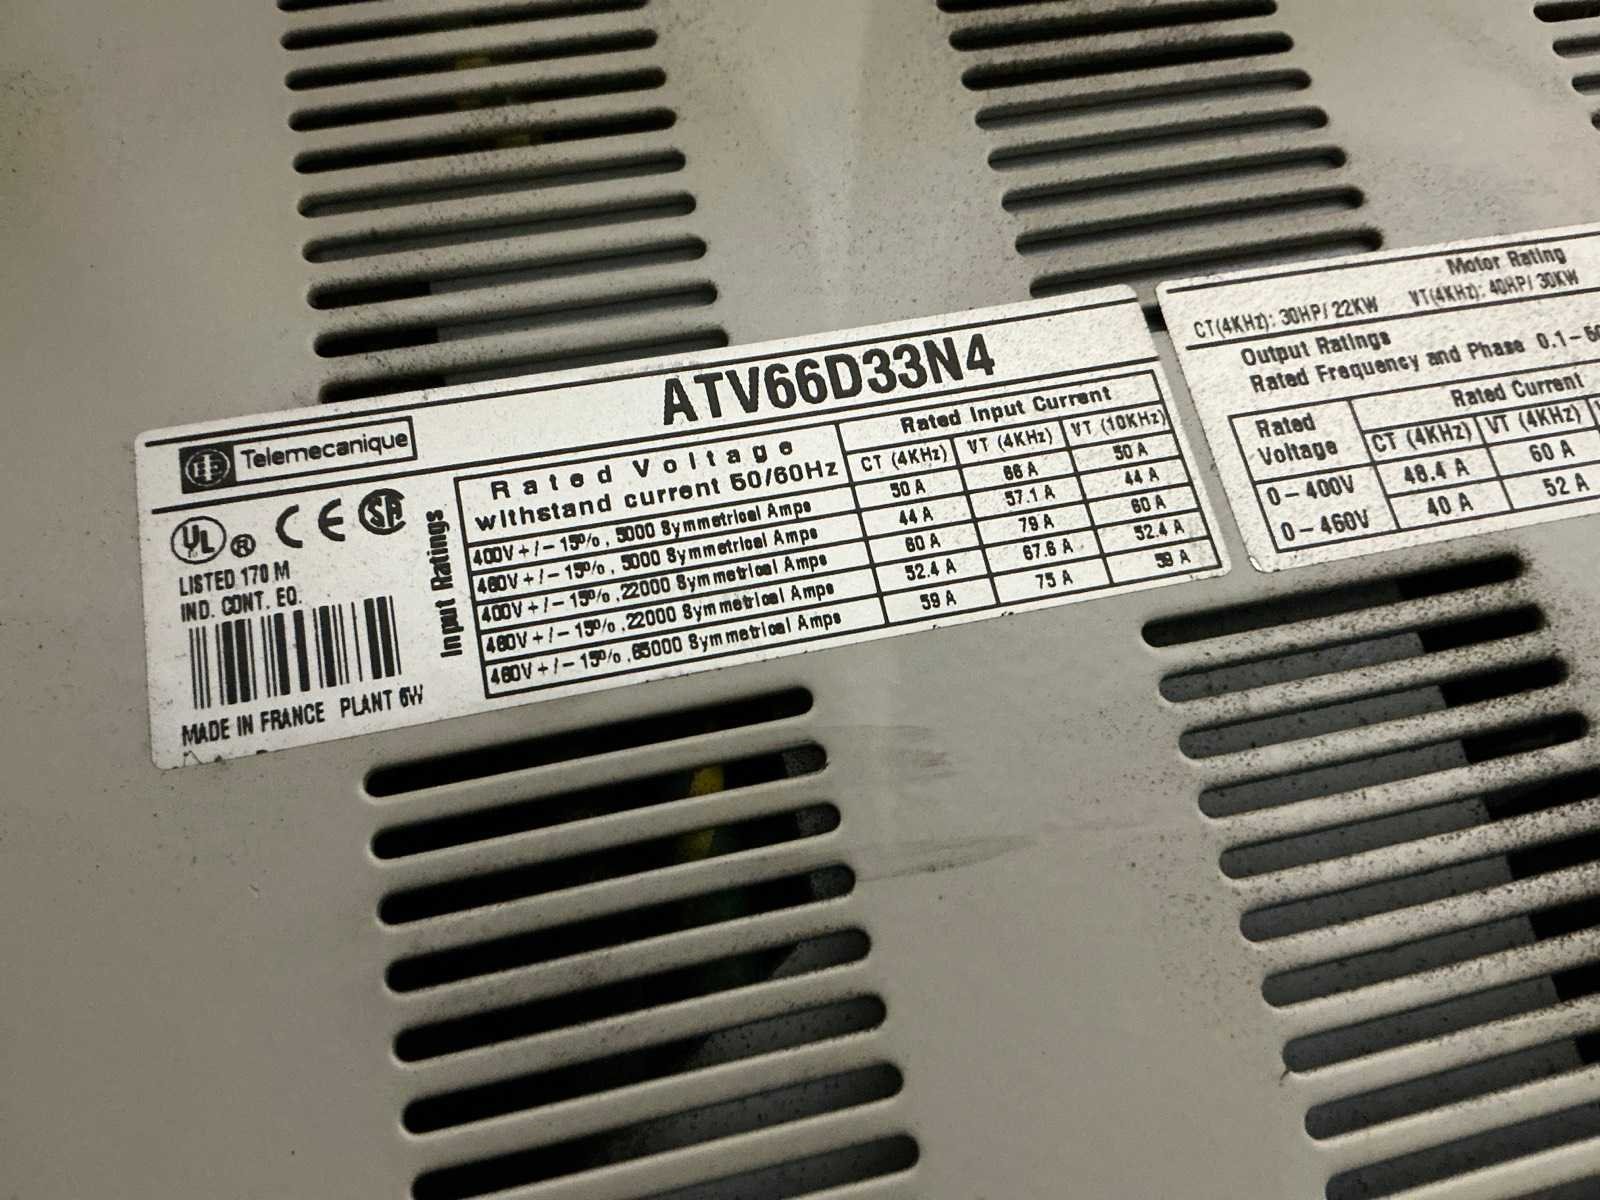 ATV66D33N4
Telemecanique
UL ® CE SA
LISTED 170 M
IND. CONT. EQ.
MADE IN FRANCE PLANT 6W
Input Ratings
Rated Voltage
withstand current 50/60Hz
Rated Input Current
CT (4KHz) VT (4KHz) VT (10KHz)
400V +/- 15%, 5000 Symmetrical Amps 50 A 66 A 50 A
460V +/- 15%, 5000 Symmetrical Amps 44 A 57.1 A 44 A
400V +/- 15%, 22000 Symmetrical Amps 60 A 79 A 60 A
460V +/- 15%, 22000 Symmetrical Amps 52.4 A 67.6 A 52.4 A
460V +/- 15%, 65000 Symmetrical Amps 59 A 75 A 59 A
Motor Rating
CT(4KHz): 30HP/ 22KW VT(4KHz): 40HP/ 30KW
Output Ratings
Rated Frequency and Phase 0.1-
Rated
Voltage
Rated Current
CT (4KHz) VT (4KHz)
0-400V 48.4 A 60 A
0-460V 40 A 52 A